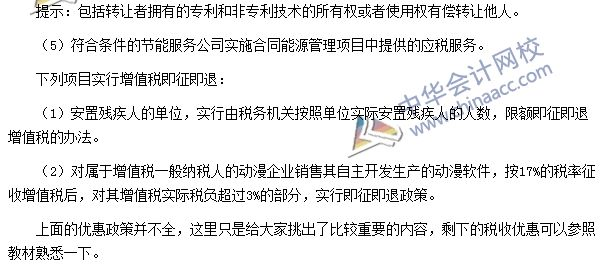 提示：包括转让者拥有的专利和非专利技术的所有权或者使用权有偿转让他人。
（5）符合条件的节能服务公司实施合同能源管理项目中提供的应税服务。
下列项目实行增值税即征即退：
（1）安置残疾人的单位，实行由税务机关按照单位实际安置残疾人的人数，限额即征即退
增值税的办法。
（2）对属于增值税一般纳税人的动漫企业销售其自主开发生产的动漫软件，按17%的税率征
收增值税后，对其增值税实际税负超过3%的部分，实行即征即退政策。
上面的优惠政策并不全，这里只是给大家挑出了比较重要的内容，剩下的税收优惠可以参照
教材熟悉一下。
中华会计网校
www.chinaacc.com